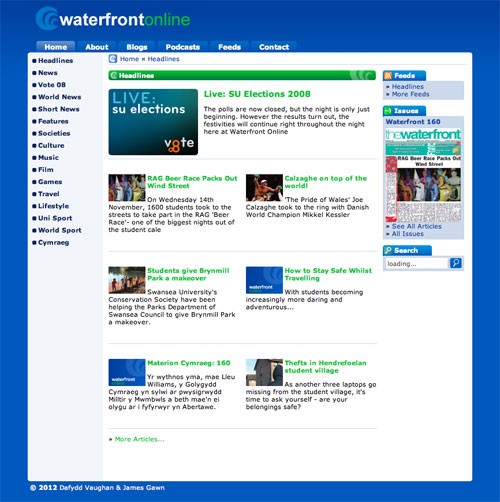 waterfrontonline
Home About Blogs Podcasts Feeds Contact
Headlines
News
Vote 08
World News
Short News
Features
Societies
Culture
Music
Film
Games
Travel
Lifestyle
Uni Sport
World Sport
Cymraeg
Home » Headlines
Headlines
LIVE:
su elections
v8te
Live: SU Elections 2008
The polls are now closed, but the night is only just
beginning. However the results turn out, the
festivities will continue right throughout the night
here at Waterfront Online
RAG Beer Race Packs Out
Wind Street
On Wednesday 14th
November, 1600 students took to the
streets to take part in the RAG 'Beer
Race'- one of the biggest nights out of
the student cale
Calzaghe on top of the
world!
'The Pride of Wales' Joe
Calzaghe took to the ring with Danish
World Champion Mikkel Kessler
Students give Brynmill
Park a makeover
Swansea University's
Conservation Society have been
helping the Parks Department of
Swansea Council to give Brynmill Park
a makeover.
waterfront
How to Stay Safe Whilst
Travelling
With students becoming
increasingly more daring and
adventurous...
waterfront
Materion Cymraeg: 160
Yr wythnos yma, mae Lleu
Williams, y Golygydd
Cymraeg yn sylwi ar pwysigrwydd
Milltir y Mwmbwls a beth mae'n ei
olygu ar i fyfyrwyr yn Abertawe.
Thefts in Hendrefoelan
student village
As another three laptops go
missing from the student village, it's
time to ask yourself - are your
belongings safe?
» More Articles...
Feeds
» Headlines
» More Feeds
Issues
Waterfront 160
thewaterfront
RAG Beer Race Packs Out
Wind Street
» See All Articles
» All Issues
Search
loading...
© 2012 Dafydd Vaughan & James Gawn